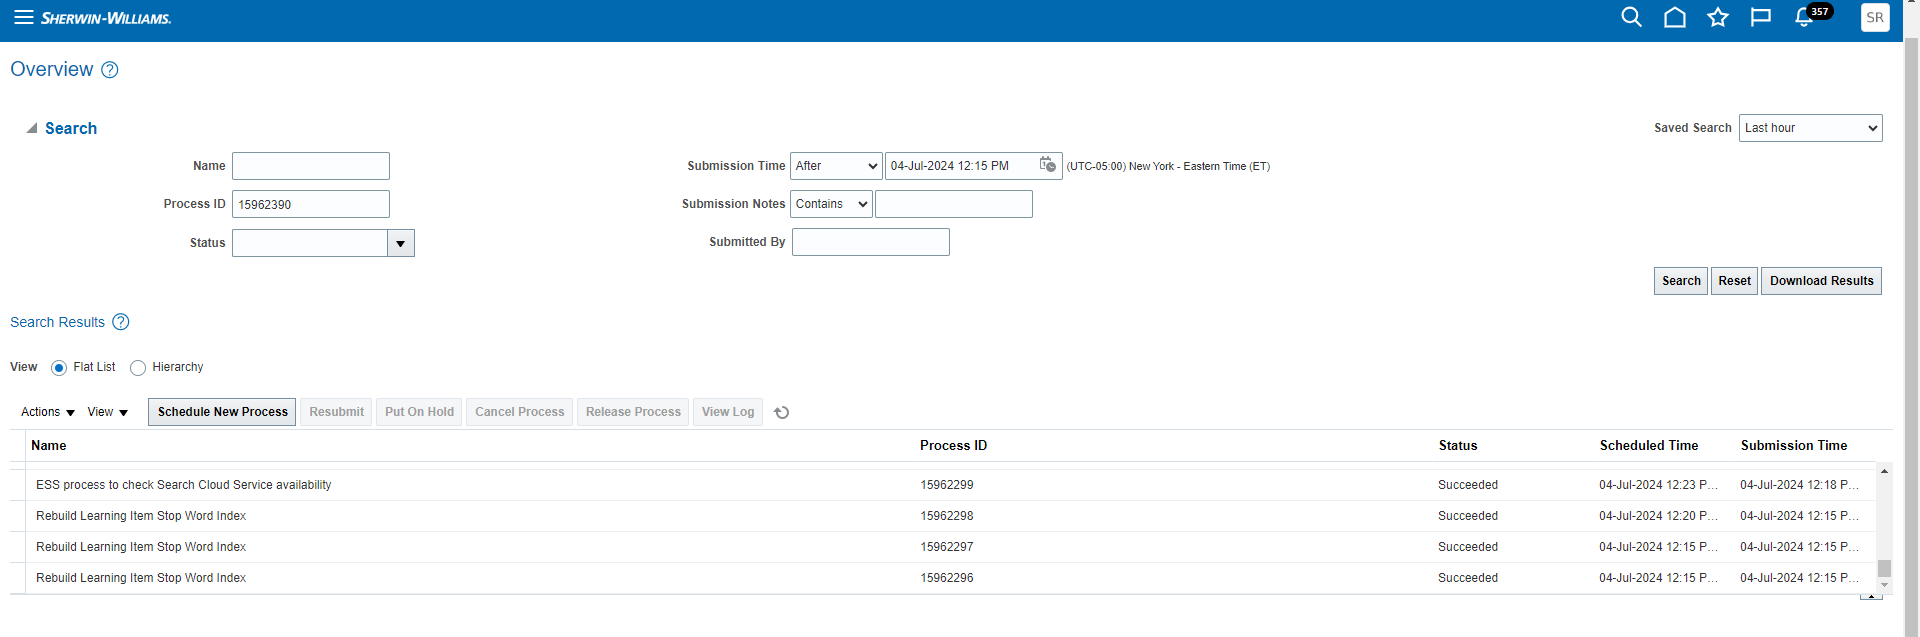 SHERWIN-WILLIAMS.
357
SR
Overview ?
Search
Saved Search Last hour
Name
Submission Time After 04-Jul-2024 12:15 PM (UTC-05:00) New York - Eastern Time (ET)
Process ID 15962390
Submission Notes Contains
Status
Submitted By
Search Reset Download Results
Search Results ?
View Flat List Hierarchy
Actions View Schedule New Process Resubmit Put On Hold Cancel Process Release Process View Log
Name Process ID Status Scheduled Time Submission Time
ESS process to check Search Cloud Service availability 15962299 Succeeded 04-Jul-2024 12:23 P... 04-Jul-2024 12:18 P...
Rebuild Learning Item Stop Word Index 15962298 Succeeded 04-Jul-2024 12:20 P... 04-Jul-2024 12:15 P...
Rebuild Learning Item Stop Word Index 15962297 Succeeded 04-Jul-2024 12:15 P... 04-Jul-2024 12:15 P...
Rebuild Learning Item Stop Word Index 15962296 Succeeded 04-Jul-2024 12:15 P... 04-Jul-2024 12:15 P...